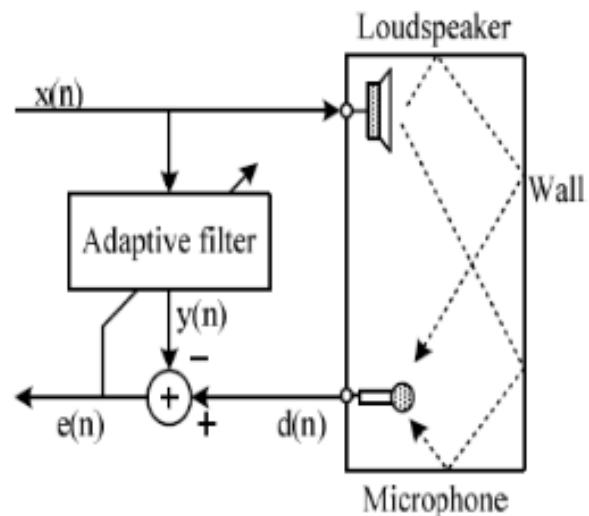 Loudspeaker
x(n)
Wall
Adaptive filter
y(n)
−
+
+
e(n)
d(n)
Microphone